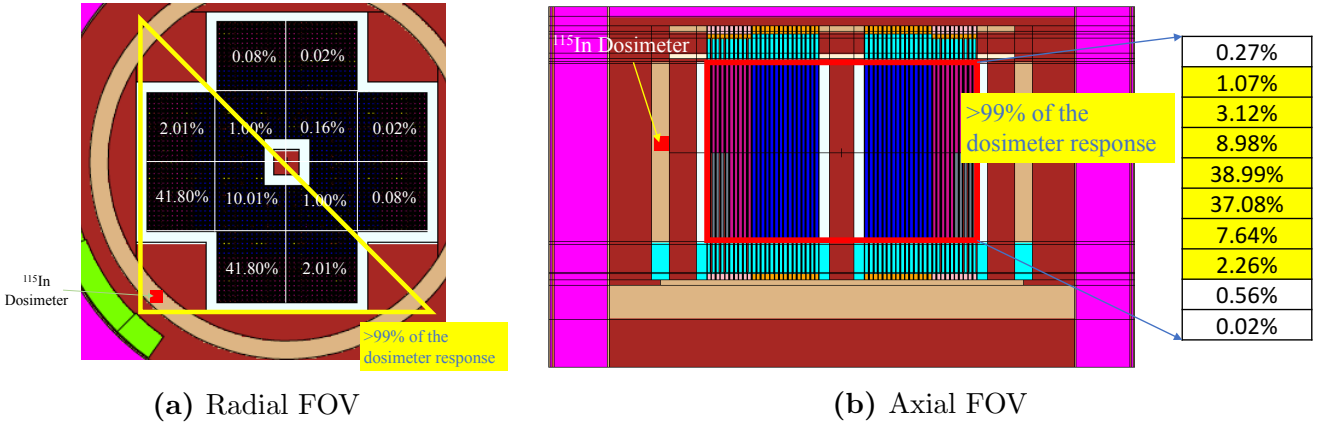 0.08% 0.02%
2.01% 1.00% 0.16% 0.02%
41.80% 10.01% 1.00% 0.08%
41.80% 2.01%
¹¹⁵In
Dosimeter
>99% of the
dosimeter response
(a) Radial FOV
¹¹⁵In Dosimeter
>99% of the
dosimeter response
0.27%
1.07%
3.12%
8.98%
38.99%
37.08%
7.64%
2.26%
0.56%
0.02%
(b) Axial FOV